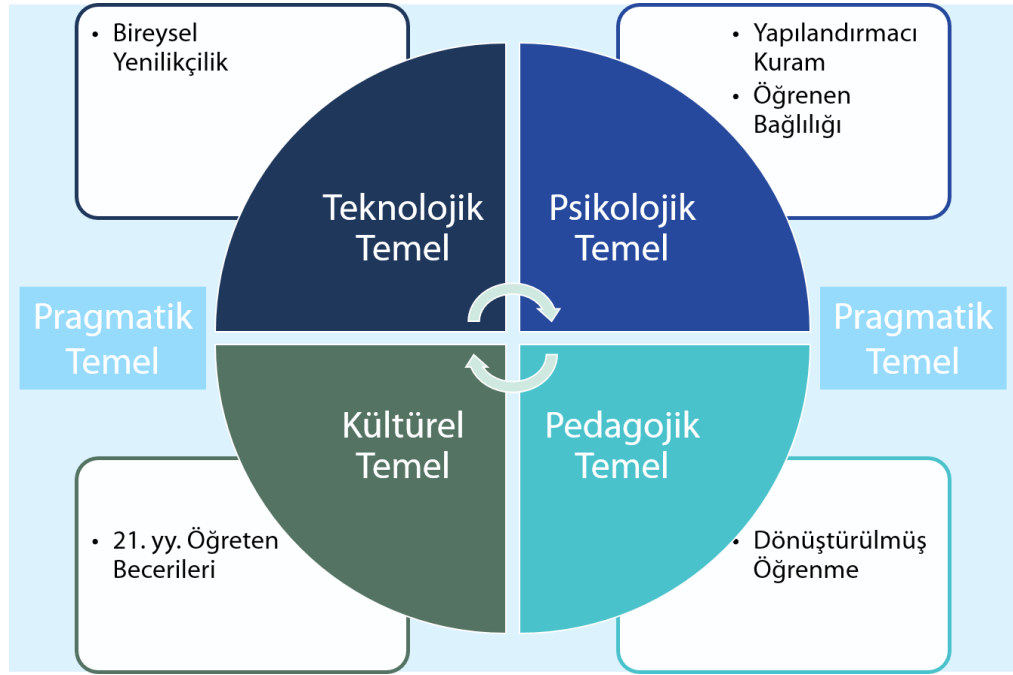 • Bireysel
Yenilikçilik
• Yapılandırmacı
Kuram
• Öğrenen
Bağlılığı
Teknolojik
Temel
Psikolojik
Temel
Pragmatik
Temel
Pragmatik
Temel
Kültürel
Temel
Pedagojik
Temel
• 21. yy. Öğreten
Becerileri
• Dönüştürülmüş
Öğrenme